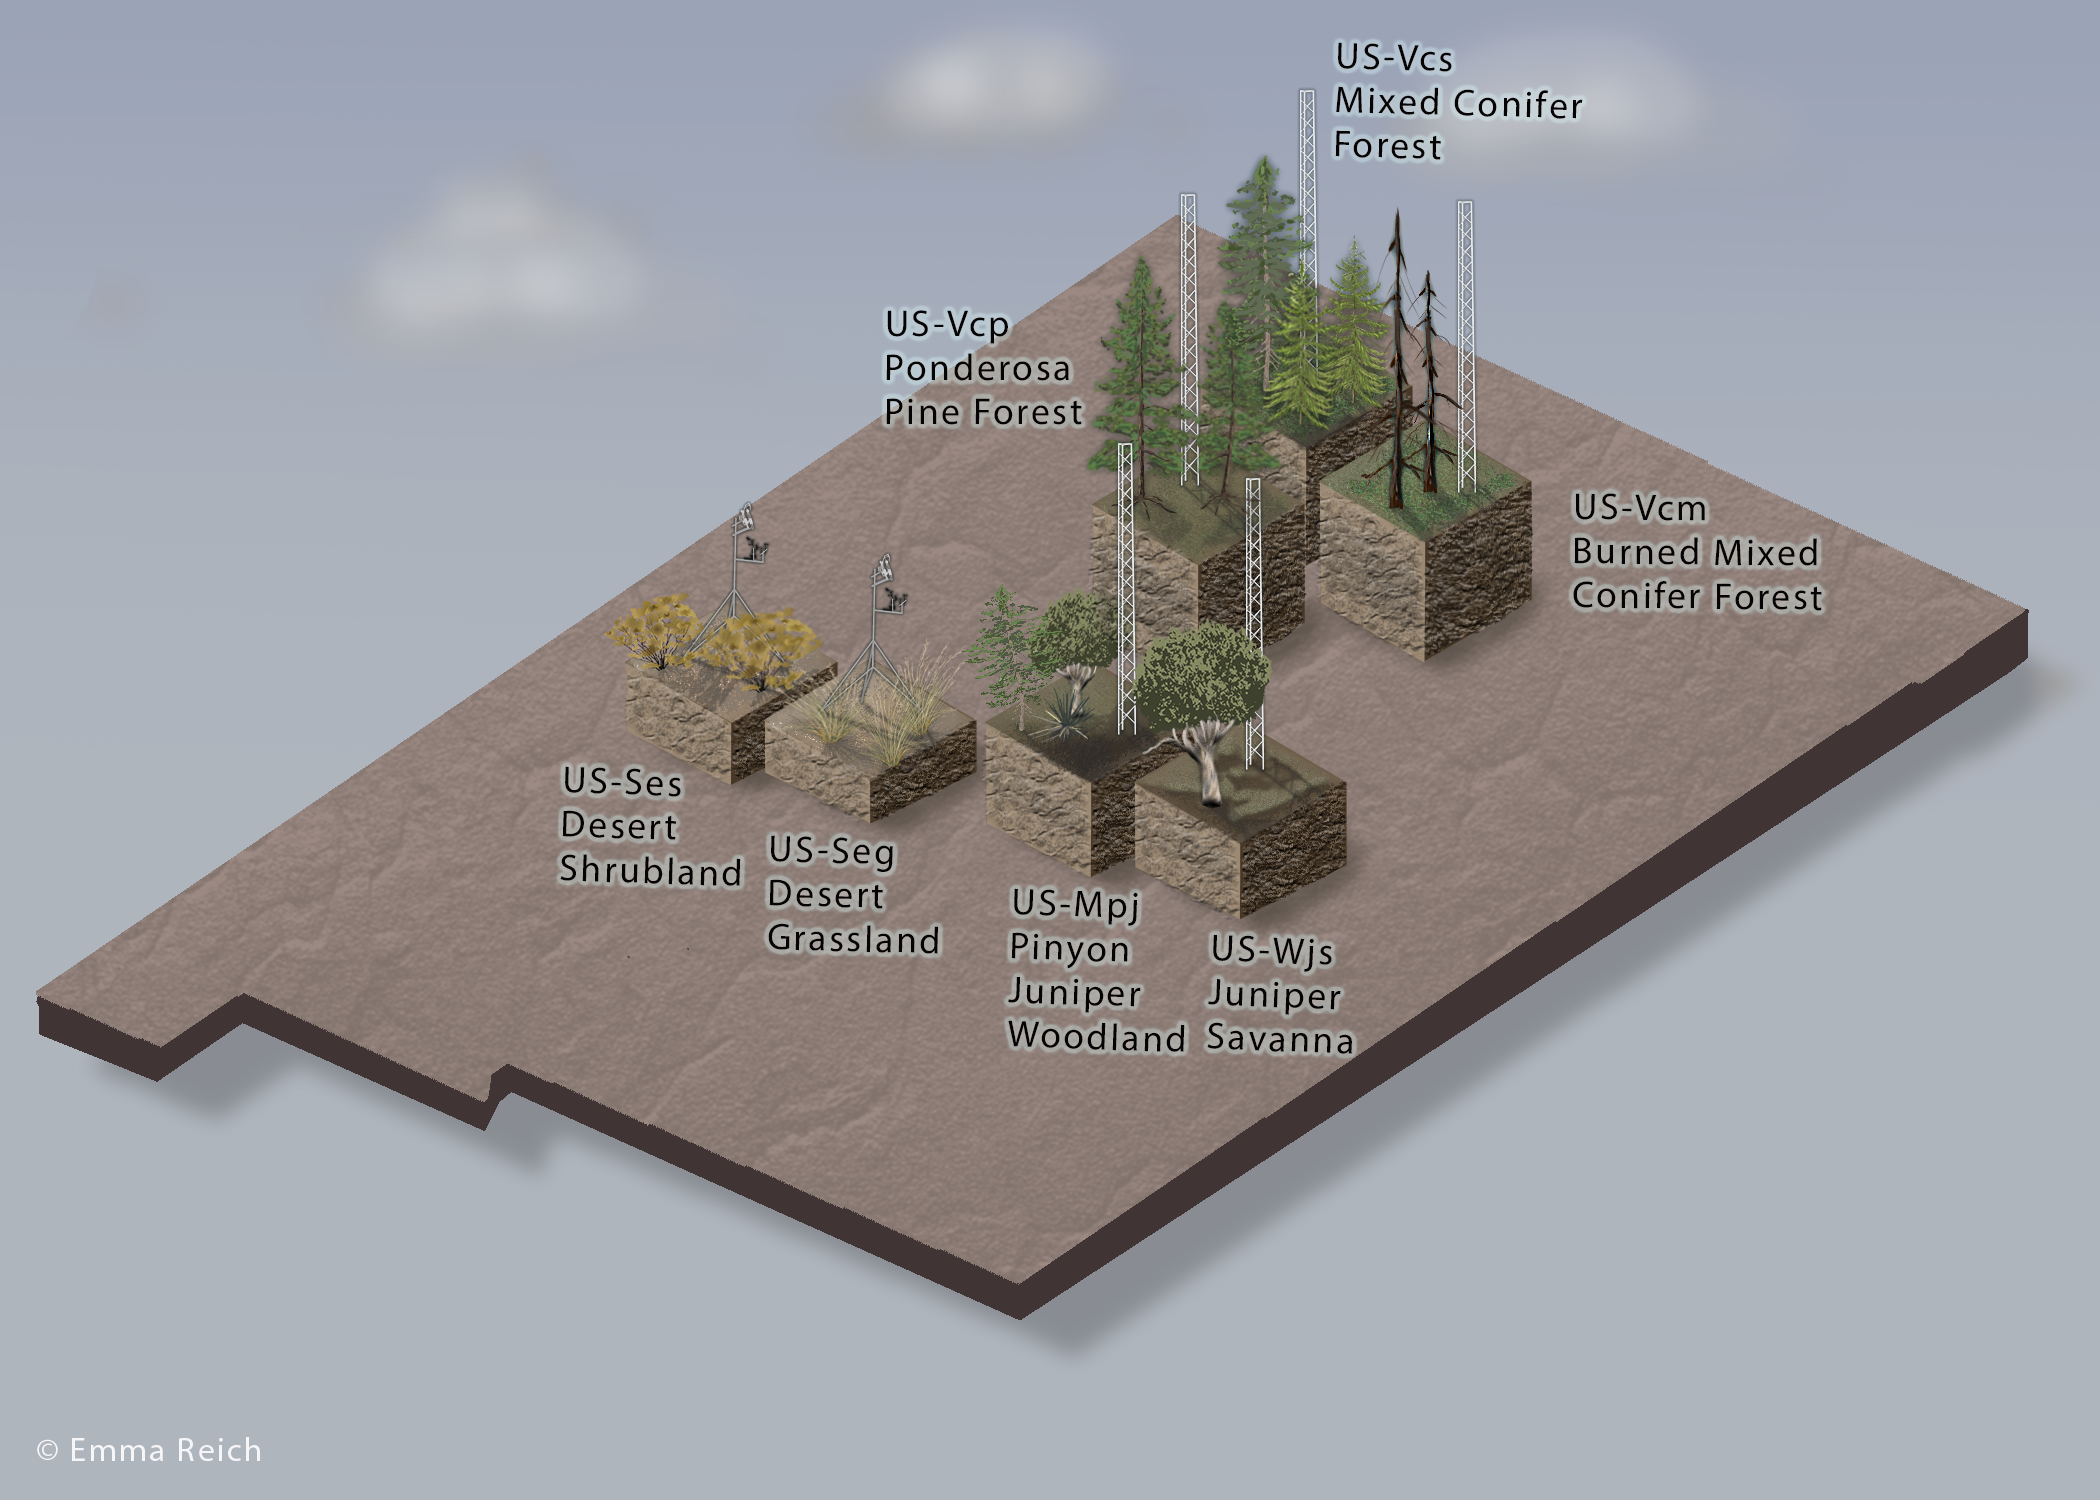 US-Vcs
Mixed Conifer
Forest
US-Vcp
Ponderosa
Pine Forest
US-Vcm
Burned Mixed
Conifer Forest
US-Ses
Desert
Shrubland
US-Seg
Desert
Grassland
US-Mpj
Pinyon
Juniper
Woodland
US-Wjs
Juniper
Savanna
© Emma Reich